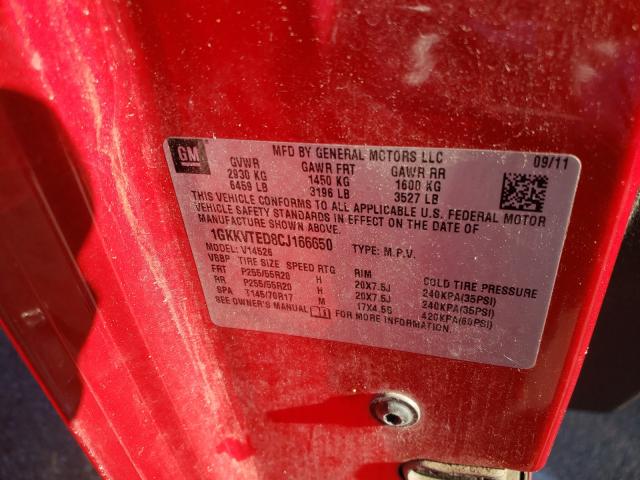 GM
MFD BY GENERAL MOTORS LLC 09/11
GVWR GAWR FRT GAWR RR
2930 KG 1450 KG 1600 KG
6459 LB 3196 LB 3527 LB
THIS VEHICLE CONFORMS TO ALL APPLICABLE U.S. FEDERAL MOTOR
VEHICLE SAFETY STANDARDS IN EFFECT ON THE DATE OF
MANUFACTURE SHOWN ABOVE.
1GKKVTED8CJ166650 TYPE: M.P.V.
MODEL: V14526
VBBP TIRE SIZE SPEED RTG RIM COLD TIRE PRESSURE
FRT P255/55R20 H 20X7.5J 240KPA(35PSI)
RR P255/55R20 H 20X7.5J 240KPA(35PSI)
SPA T145/70R17 M 17X4.5G 420KPA(60PSI)
SEE OWNER'S MANUAL FOR MORE INFORMATION.